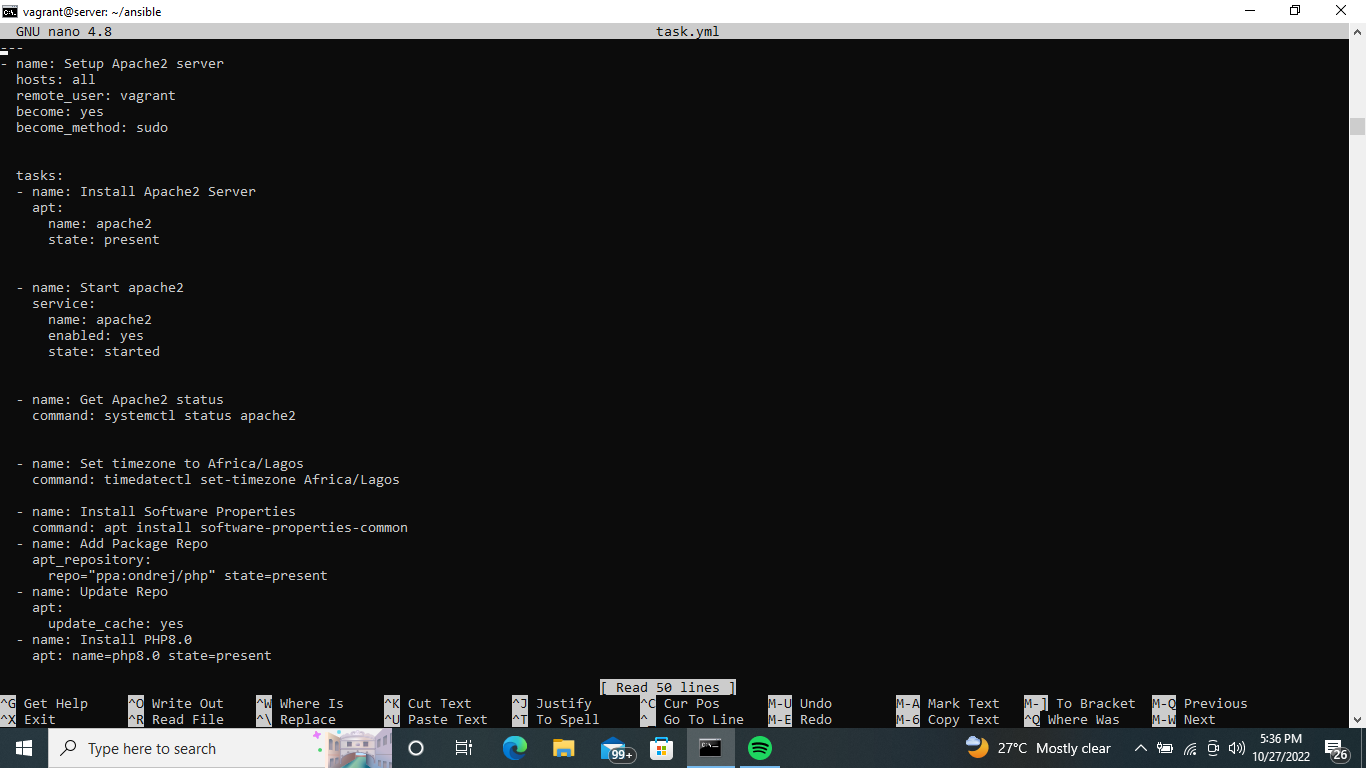 vagrant@server: ~/ansible
GNU nano 4.8 task.yml
---
- name: Setup Apache2 server
  hosts: all
  remote_user: vagrant
  become: yes
  become_method: sudo
  tasks:
  - name: Install Apache2 Server
    apt:
      name: apache2
      state: present
  - name: Start apache2
    service:
      name: apache2
      enabled: yes
      state: started
  - name: Get Apache2 status
    command: systemctl status apache2
  - name: Set timezone to Africa/Lagos
    command: timedatectl set-timezone Africa/Lagos
  - name: Install Software Properties
    command: apt install software-properties-common
  - name: Add Package Repo
    apt_repository:
      repo="ppa:ondrej/php" state=present
  - name: Update Repo
    apt:
      update_cache: yes
  - name: Install PHP8.0
    apt: name=php8.0 state=present
[ Read 50 lines ]
^G Get Help ^O Write Out ^W Where Is ^K Cut Text ^J Justify ^C Cur Pos M-U Undo M-A Mark Text M-] To Bracket M-Q Previous
^X Exit ^R Read File ^\ Replace ^U Paste Text ^T To Spell ^_ Go To Line M-E Redo M-6 Copy Text ^Q Where Was M-W Next
Type here to search 99+ 27°C Mostly clear 5:36 PM
10/27/2022 26